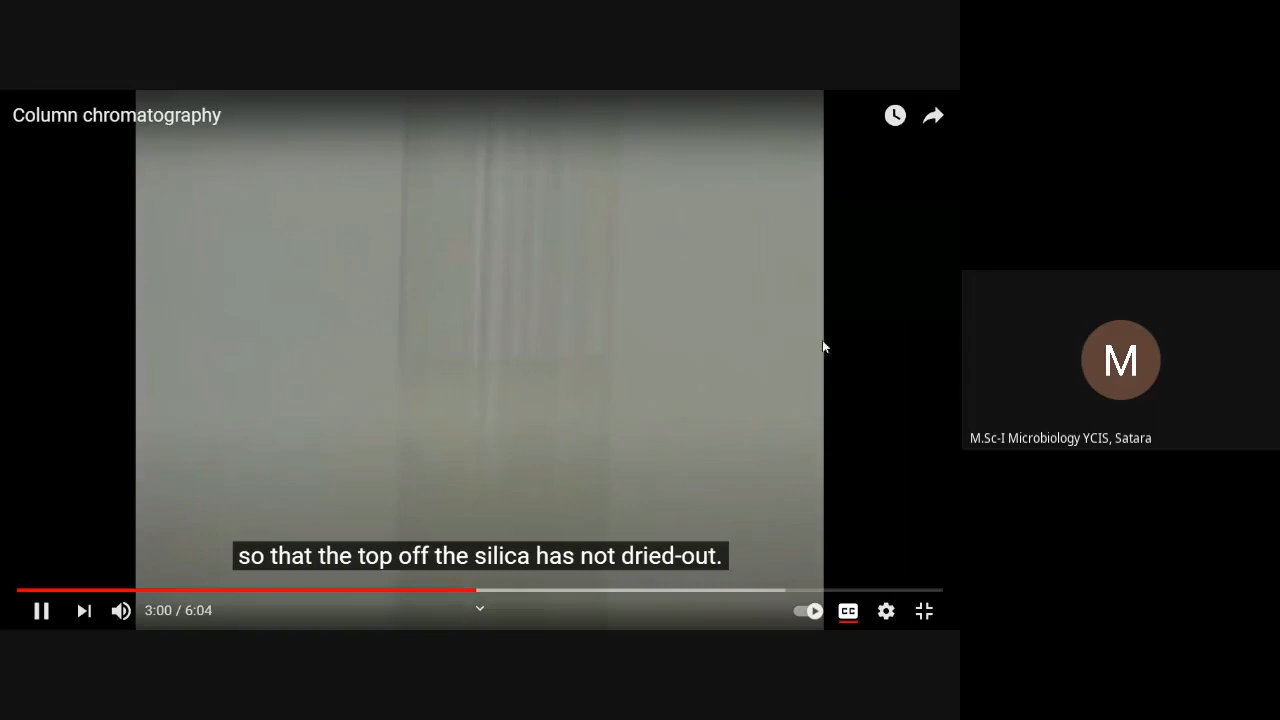 Column chromatography
so that the top off the silica has not dried-out.
3:00 / 6:04
CC
M
M.Sc-I Microbiology YCIS, Satara